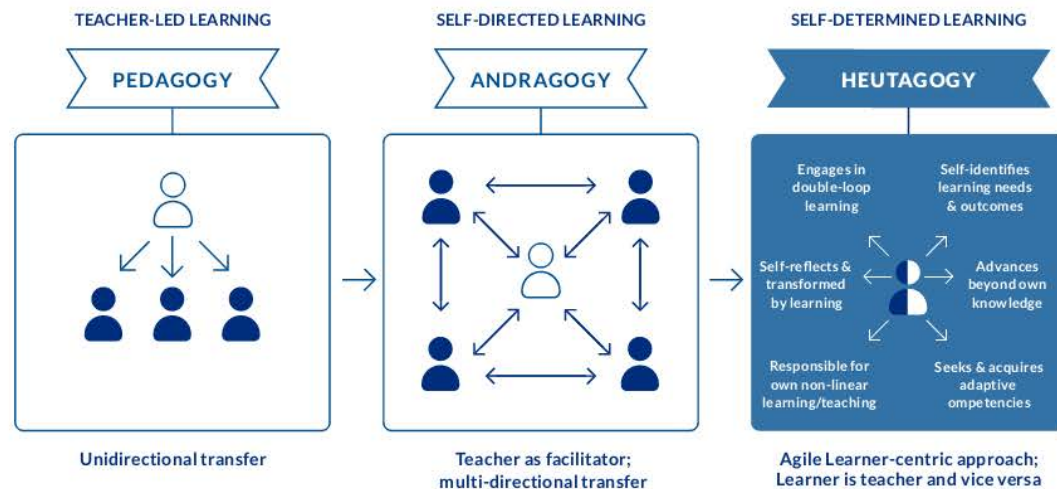 TEACHER-LED LEARNING
PEDAGOGY
Unidirectional transfer
SELF-DIRECTED LEARNING
ANDRAGOGY
Teacher as facilitator;
multi-directional transfer
SELF-DETERMINED LEARNING
HEUTAGOGY
Engages in
double-loop
learning
Self-identifies
learning needs
& outcomes
Self-reflects &
transformed
by learning
Advances
beyond own
knowledge
Responsible for
own non-linear
learning/teaching
Seeks & acquires
adaptive
ompetencies
Agile Learner-centric approach;
Learner is teacher and vice versa